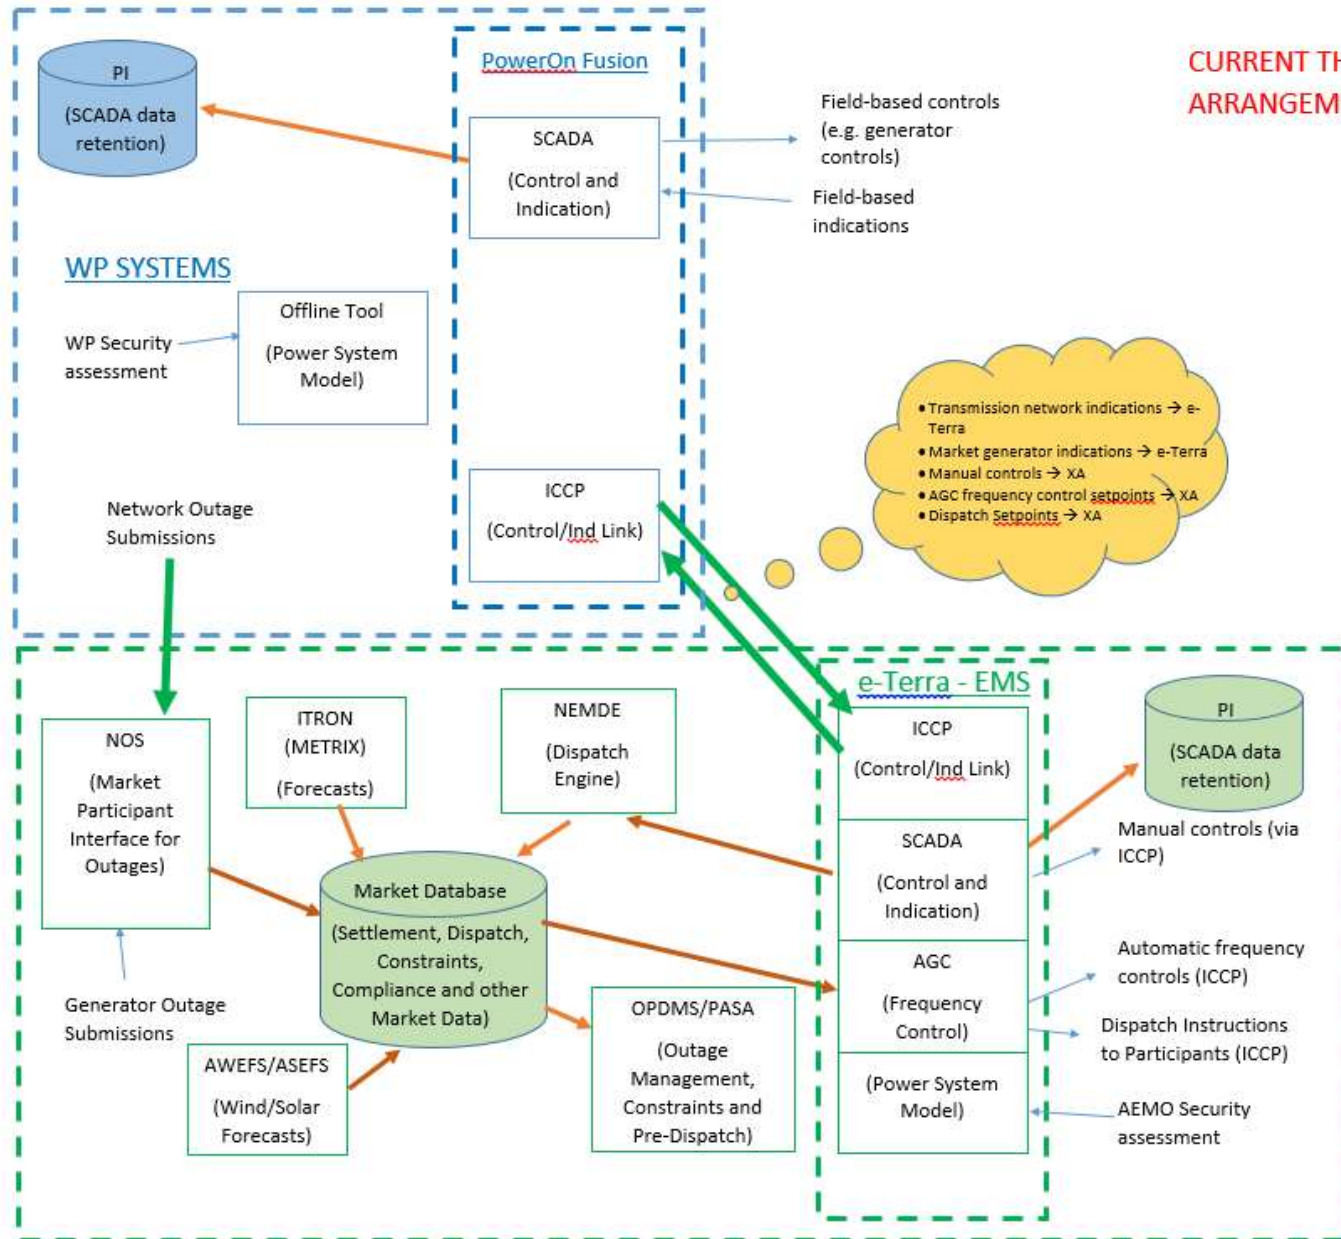 CURRENT TH
ARRANGEM
PowerOn Fusion
PI
(SCADA data
retention)
SCADA
(Control and
Indication)
Field-based controls
(e.g. generator
controls)
Field-based
indications
WP SYSTEMS
Offline Tool
(Power System
Model)
WP Security
assessment
• Transmission network indications → e-
Terra
• Market generator indications → e-Terra
• Manual controls → XA
• AGC frequency control setpoints → XA
• Dispatch Setpoints → XA
ICCP
(Control/Ind Link)
Network Outage
Submissions
e-Terra - EMS
NOS
(Market
Participant
Interface for
Outages)
ITRON
(METRIX)
(Forecasts)
NEMDE
(Dispatch
Engine)
ICCP
(Control/Ind Link)
PI
(SCADA data
retention)
SCADA
(Control and
Indication)
Manual controls (via
ICCP)
Market Database
(Settlement, Dispatch,
Constraints,
Compliance and other
Market Data)
AGC
(Frequency
Control)
Automatic frequency
controls (ICCP)
Dispatch Instructions
to Participants (ICCP)
Generator Outage
Submissions
OPDMS/PASA
(Outage
Management,
Constraints and
Pre-Dispatch)
AWEFS/ASEFS
(Wind/Solar
Forecasts)
(Power System
Model)
AEMO Security
assessment